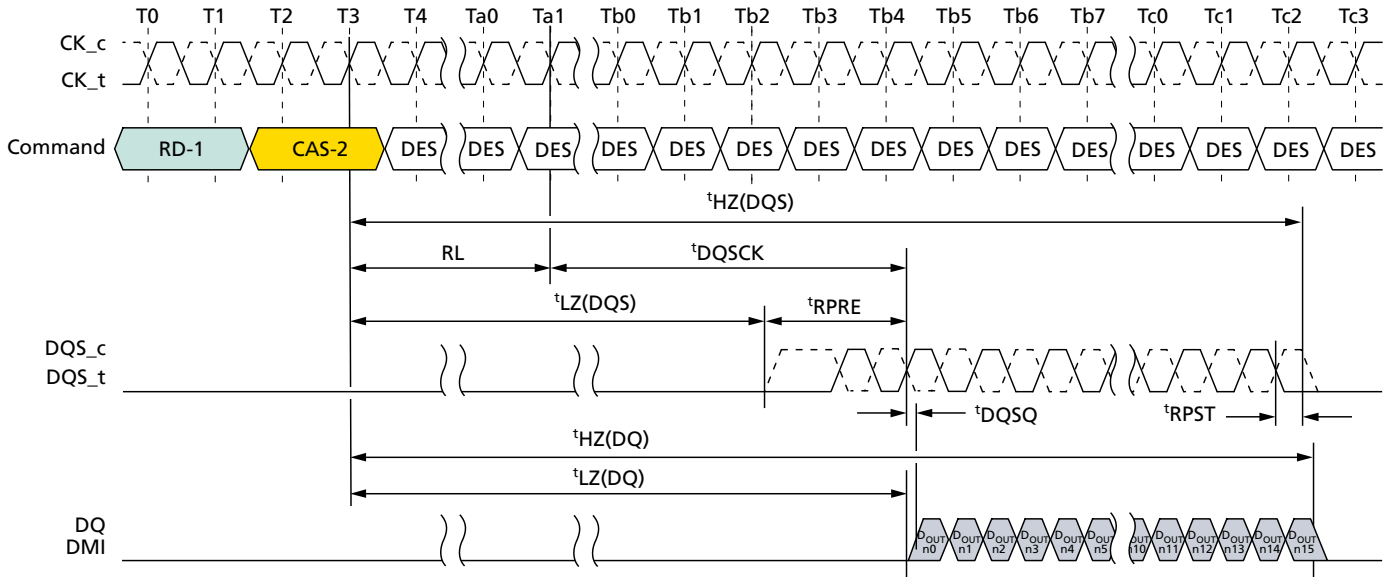 T0 T1 T2 T3 T4 Ta0 Ta1 Tb0 Tb1 Tb2 Tb3 Tb4 Tb5 Tb6 Tb7 Tc0 Tc1 Tc2 Tc3
CK_c
CK_t
Command RD-1 CAS-2 DES DES DES DES DES DES DES DES DES DES DES DES DES DES DES
tHZ(DQS)
RL tDQSCK
tLZ(DQS) tRPRE
DQS_c
DQS_t
tDQSQ tRPST
tHZ(DQ)
tLZ(DQ)
DQ
DMI
DOUT DOUT DOUT DOUT DOUT DOUT DOUT DOUT DOUT DOUT DOUT DOUT
n0 n1 n2 n3 n4 n5 n10 n11 n12 n13 n14 n15